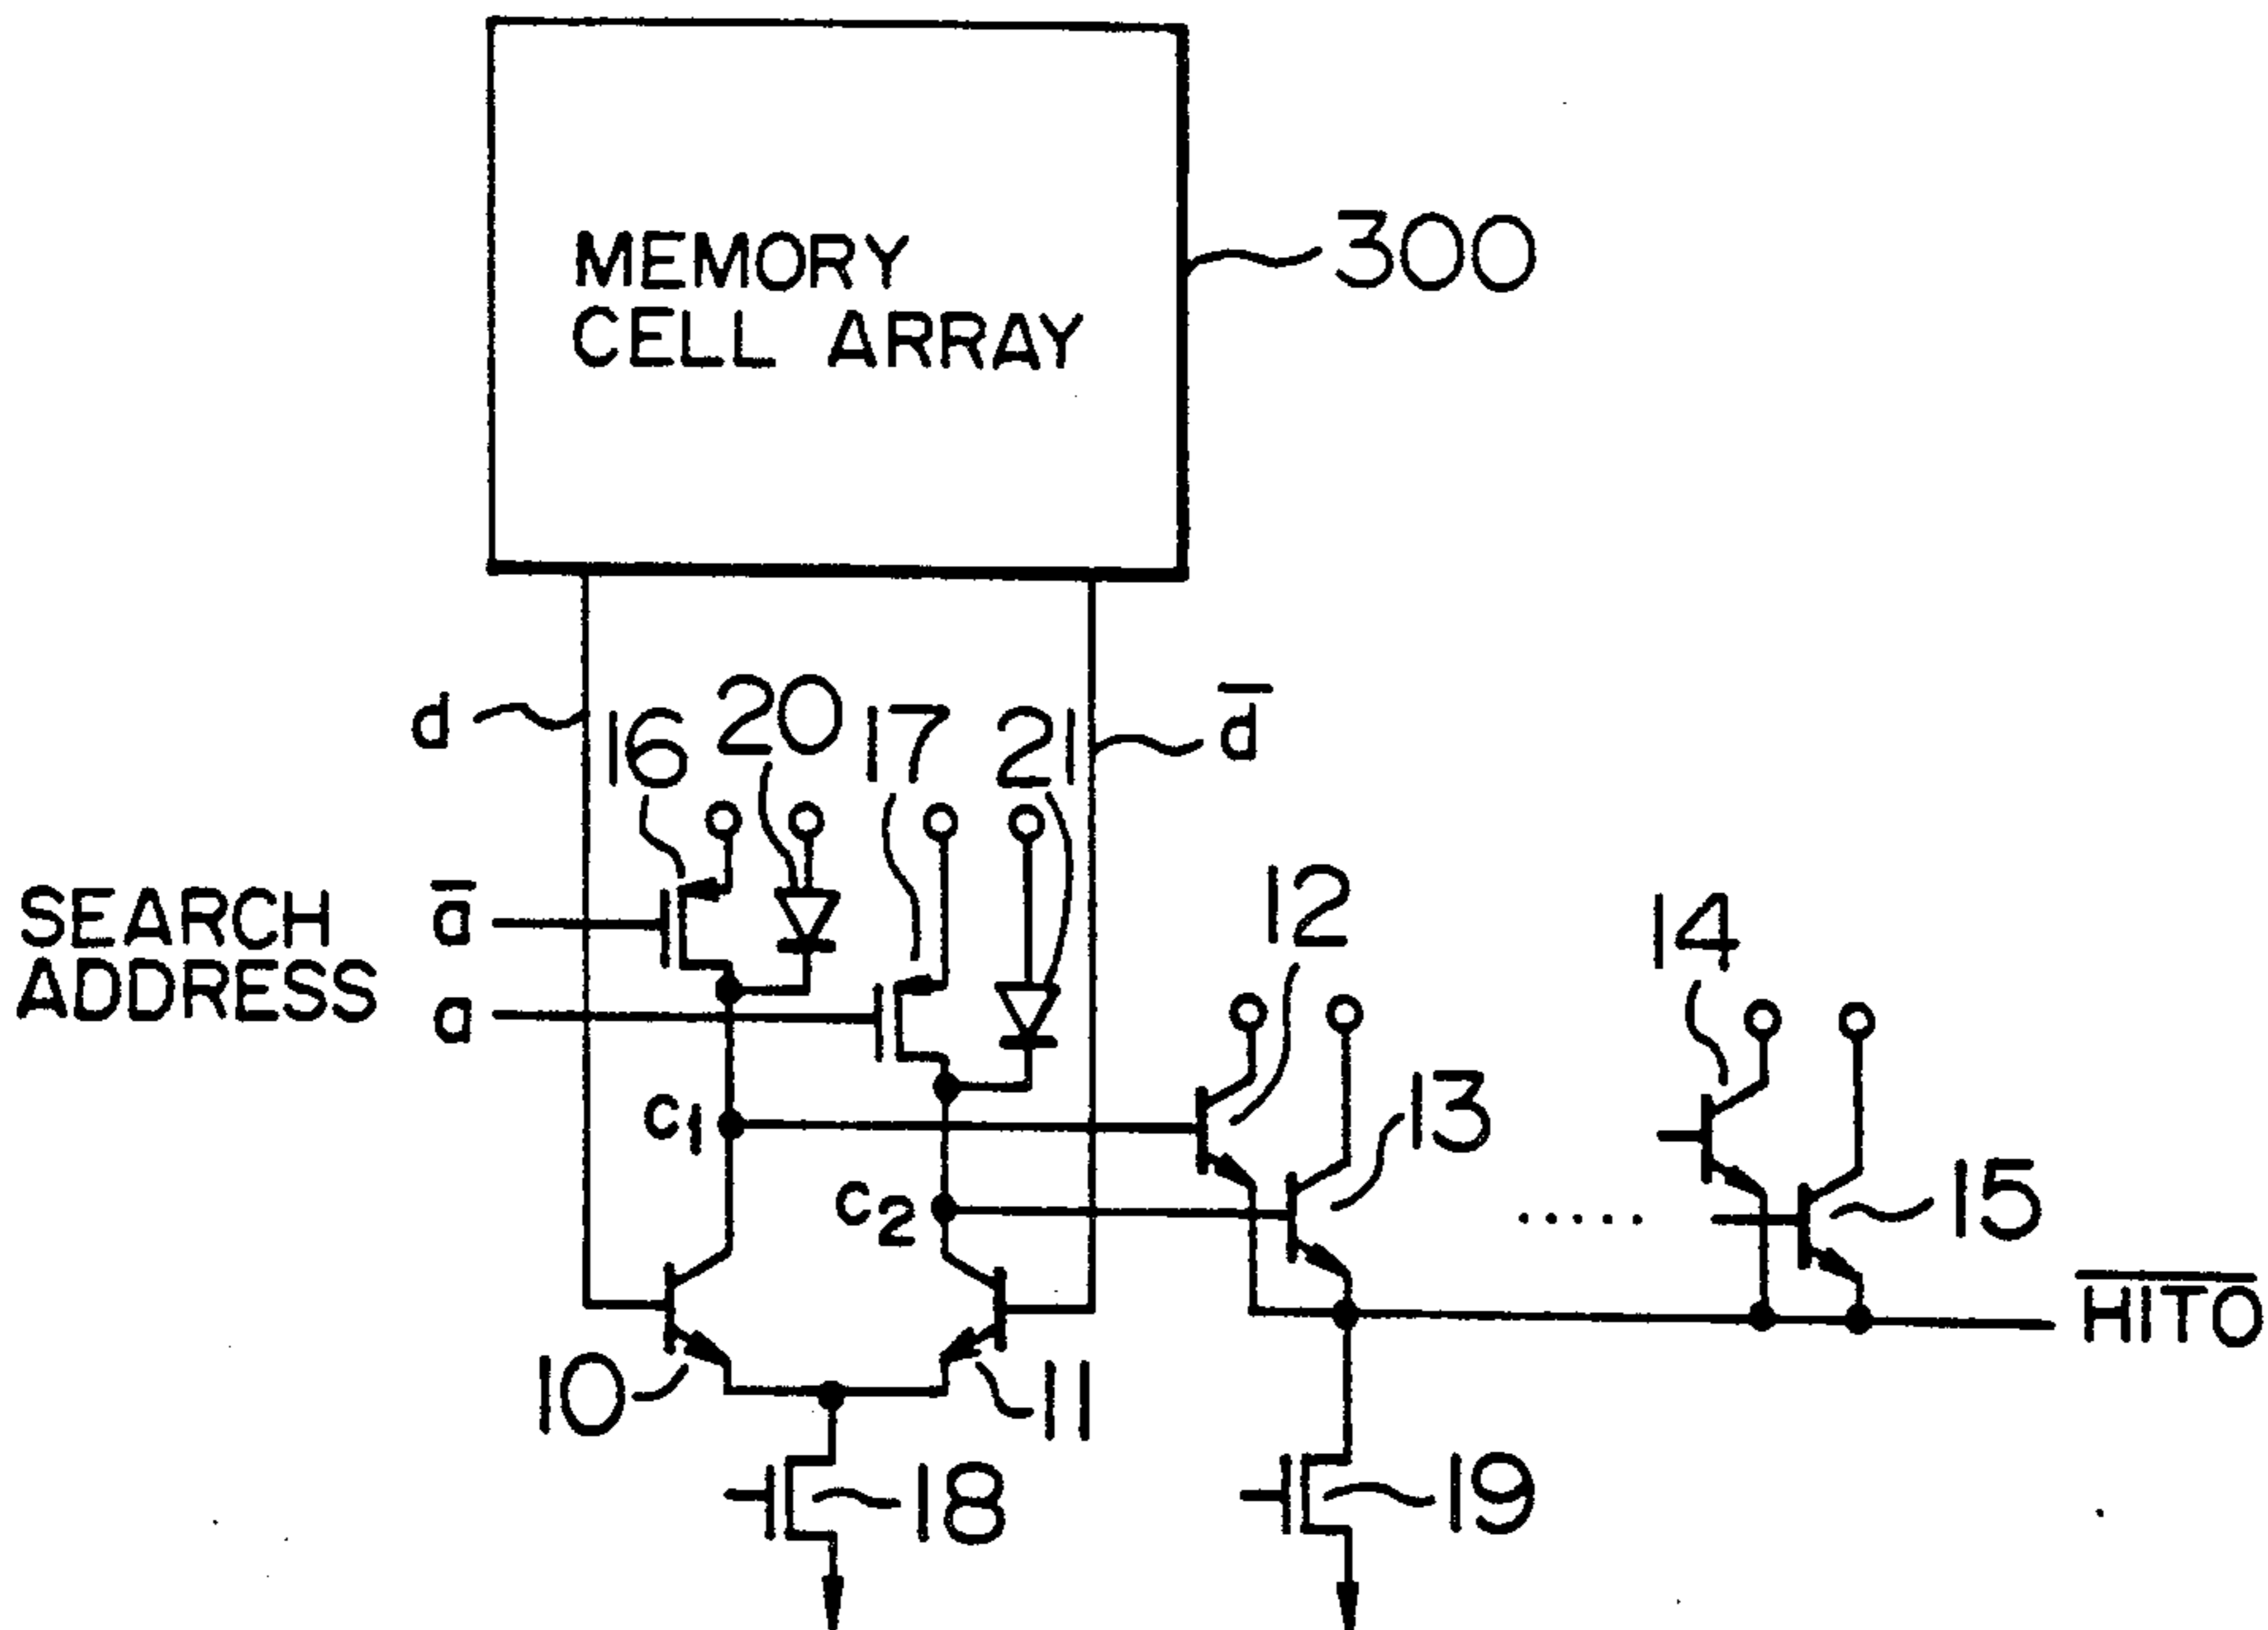 MEMORY
CELL ARRAY
300
d
16
20
17
21
d̅
SEARCH
ADDRESS
a̅
a
12
14
13
c1
c2
15
.....
H̅I̅T̅O̅
10
11
18
19